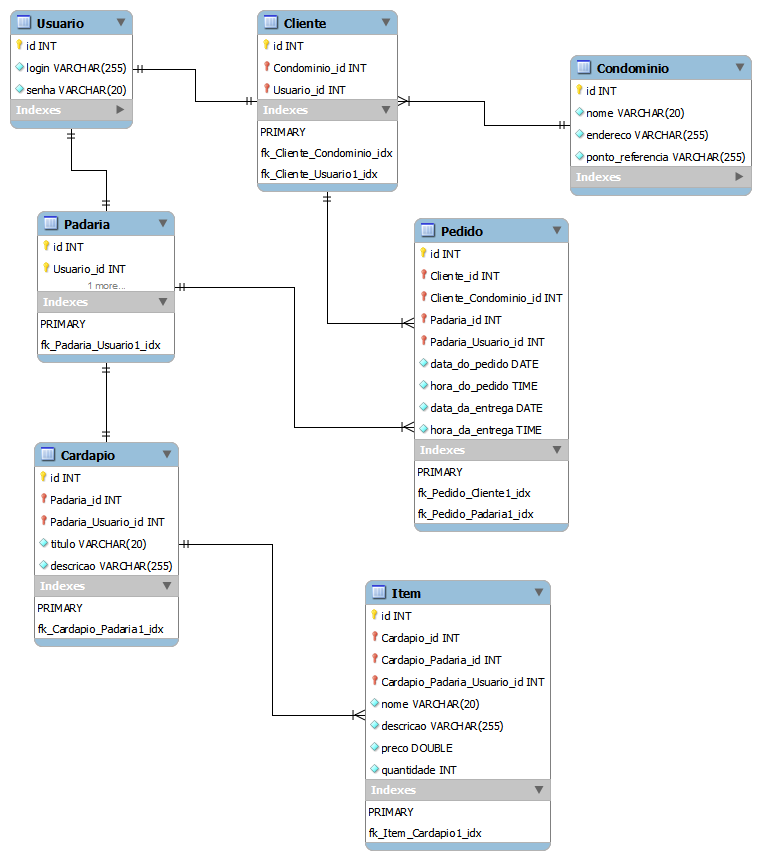 Usuario
id INT
login VARCHAR(255)
senha VARCHAR(20)
Indexes
Cliente
id INT
Condominio_id INT
Usuario_id INT
Indexes
PRIMARY
fk_Cliente_Condominio_idx
fk_Cliente_Usuario1_idx
Condominio
id INT
nome VARCHAR(20)
endereco VARCHAR(255)
ponto_referencia VARCHAR(255)
Indexes
Padaria
id INT
Usuario_id INT
1 more...
Indexes
PRIMARY
fk_Padaria_Usuario1_idx
Pedido
id INT
Cliente_id INT
Cliente_Condominio_id INT
Padaria_id INT
Padaria_Usuario_id INT
data_do_pedido DATE
hora_do_pedido TIME
data_da_entrega DATE
hora_da_entrega TIME
Indexes
PRIMARY
fk_Pedido_Cliente1_idx
fk_Pedido_Padaria1_idx
Cardapio
id INT
Padaria_id INT
Padaria_Usuario_id INT
titulo VARCHAR(20)
descricao VARCHAR(255)
Indexes
PRIMARY
fk_Cardapio_Padaria1_idx
Item
id INT
Cardapio_id INT
Cardapio_Padaria_id INT
Cardapio_Padaria_Usuario_id INT
nome VARCHAR(20)
descricao VARCHAR(255)
preco DOUBLE
quantidade INT
Indexes
PRIMARY
fk_Item_Cardapio1_idx